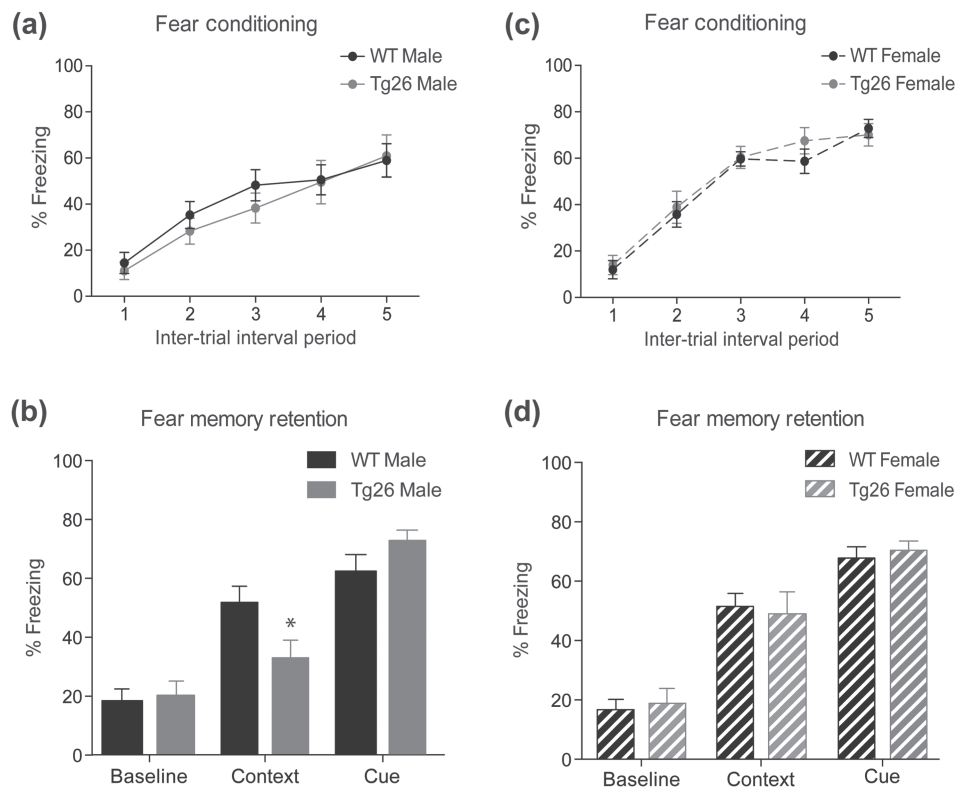 (a)
Fear conditioning
WT Male
Tg26 Male
100
80
60
40
20
0
% Freezing
1 2 3 4 5
Inter-trial interval period
(c)
Fear conditioning
WT Female
Tg26 Female
100
80
60
40
20
0
% Freezing
1 2 3 4 5
Inter-trial interval period
(b)
Fear memory retention
WT Male
Tg26 Male
100
80
60
40
20
0
% Freezing
*
Baseline Context Cue
(d)
Fear memory retention
WT Female
Tg26 Female
100
80
60
40
20
0
% Freezing
Baseline Context Cue